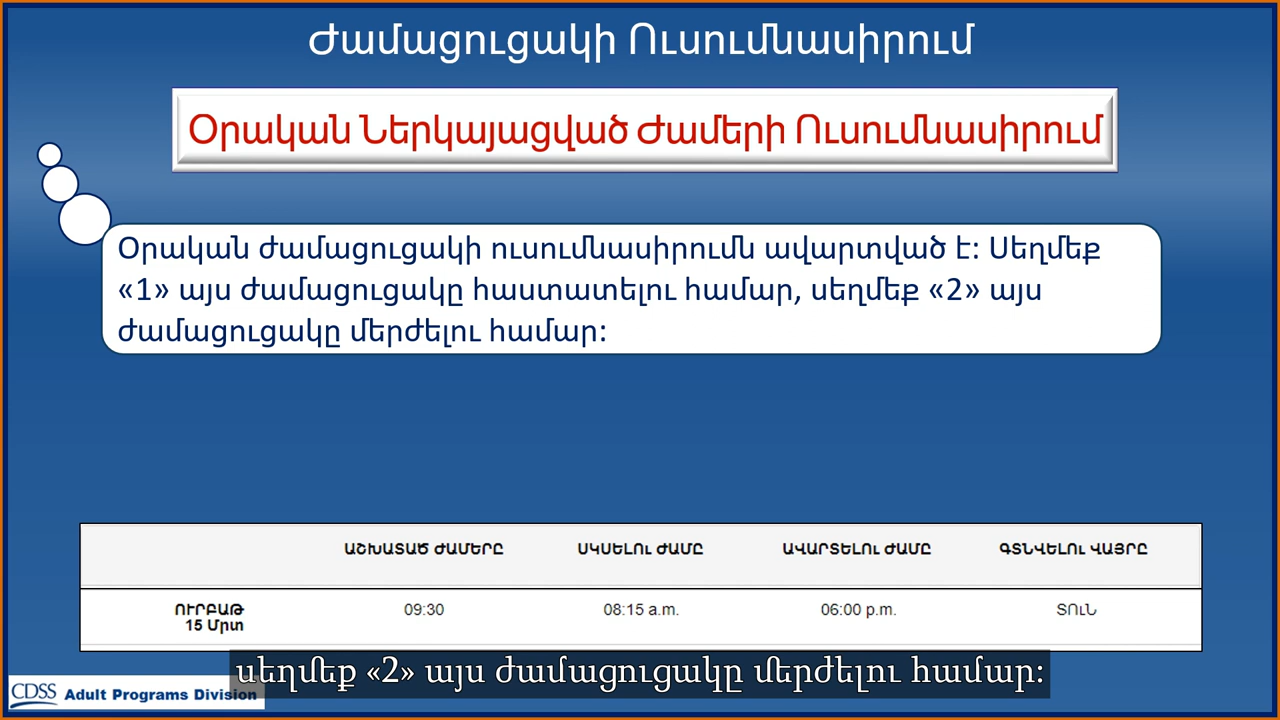 Ժամացուցակի Ուսումնասիրում
Օրական Ներկայացված Ժամերի Ուսումնասիրում
Օրական ժամացուցակի ուսումնասիրումն ավարտված է: Սեղմեք
«1» այս ժամացուցակը հաստատելու համար, սեղմեք «2» այս
ժամացուցակը մերժելու համար:
ԱՇԽԱՏԱԾ ԺԱՄԵՐԸ ՍԿՍԵԼՈւ ԺԱՄԸ ԱՎԱՐՏԵԼՈւ ԺԱՄԸ ԳՏՆՎԵԼՈւ ՎԱՅՐԸ
ՈՒՐԲԱԹ 09:30 08:15 a.m. 06:00 p.m. ՏՈւՆ
15 Մրտ
սեղմեք «2» այս ժամացուցակը մերժելու համար:
CDSS Adult Programs Division